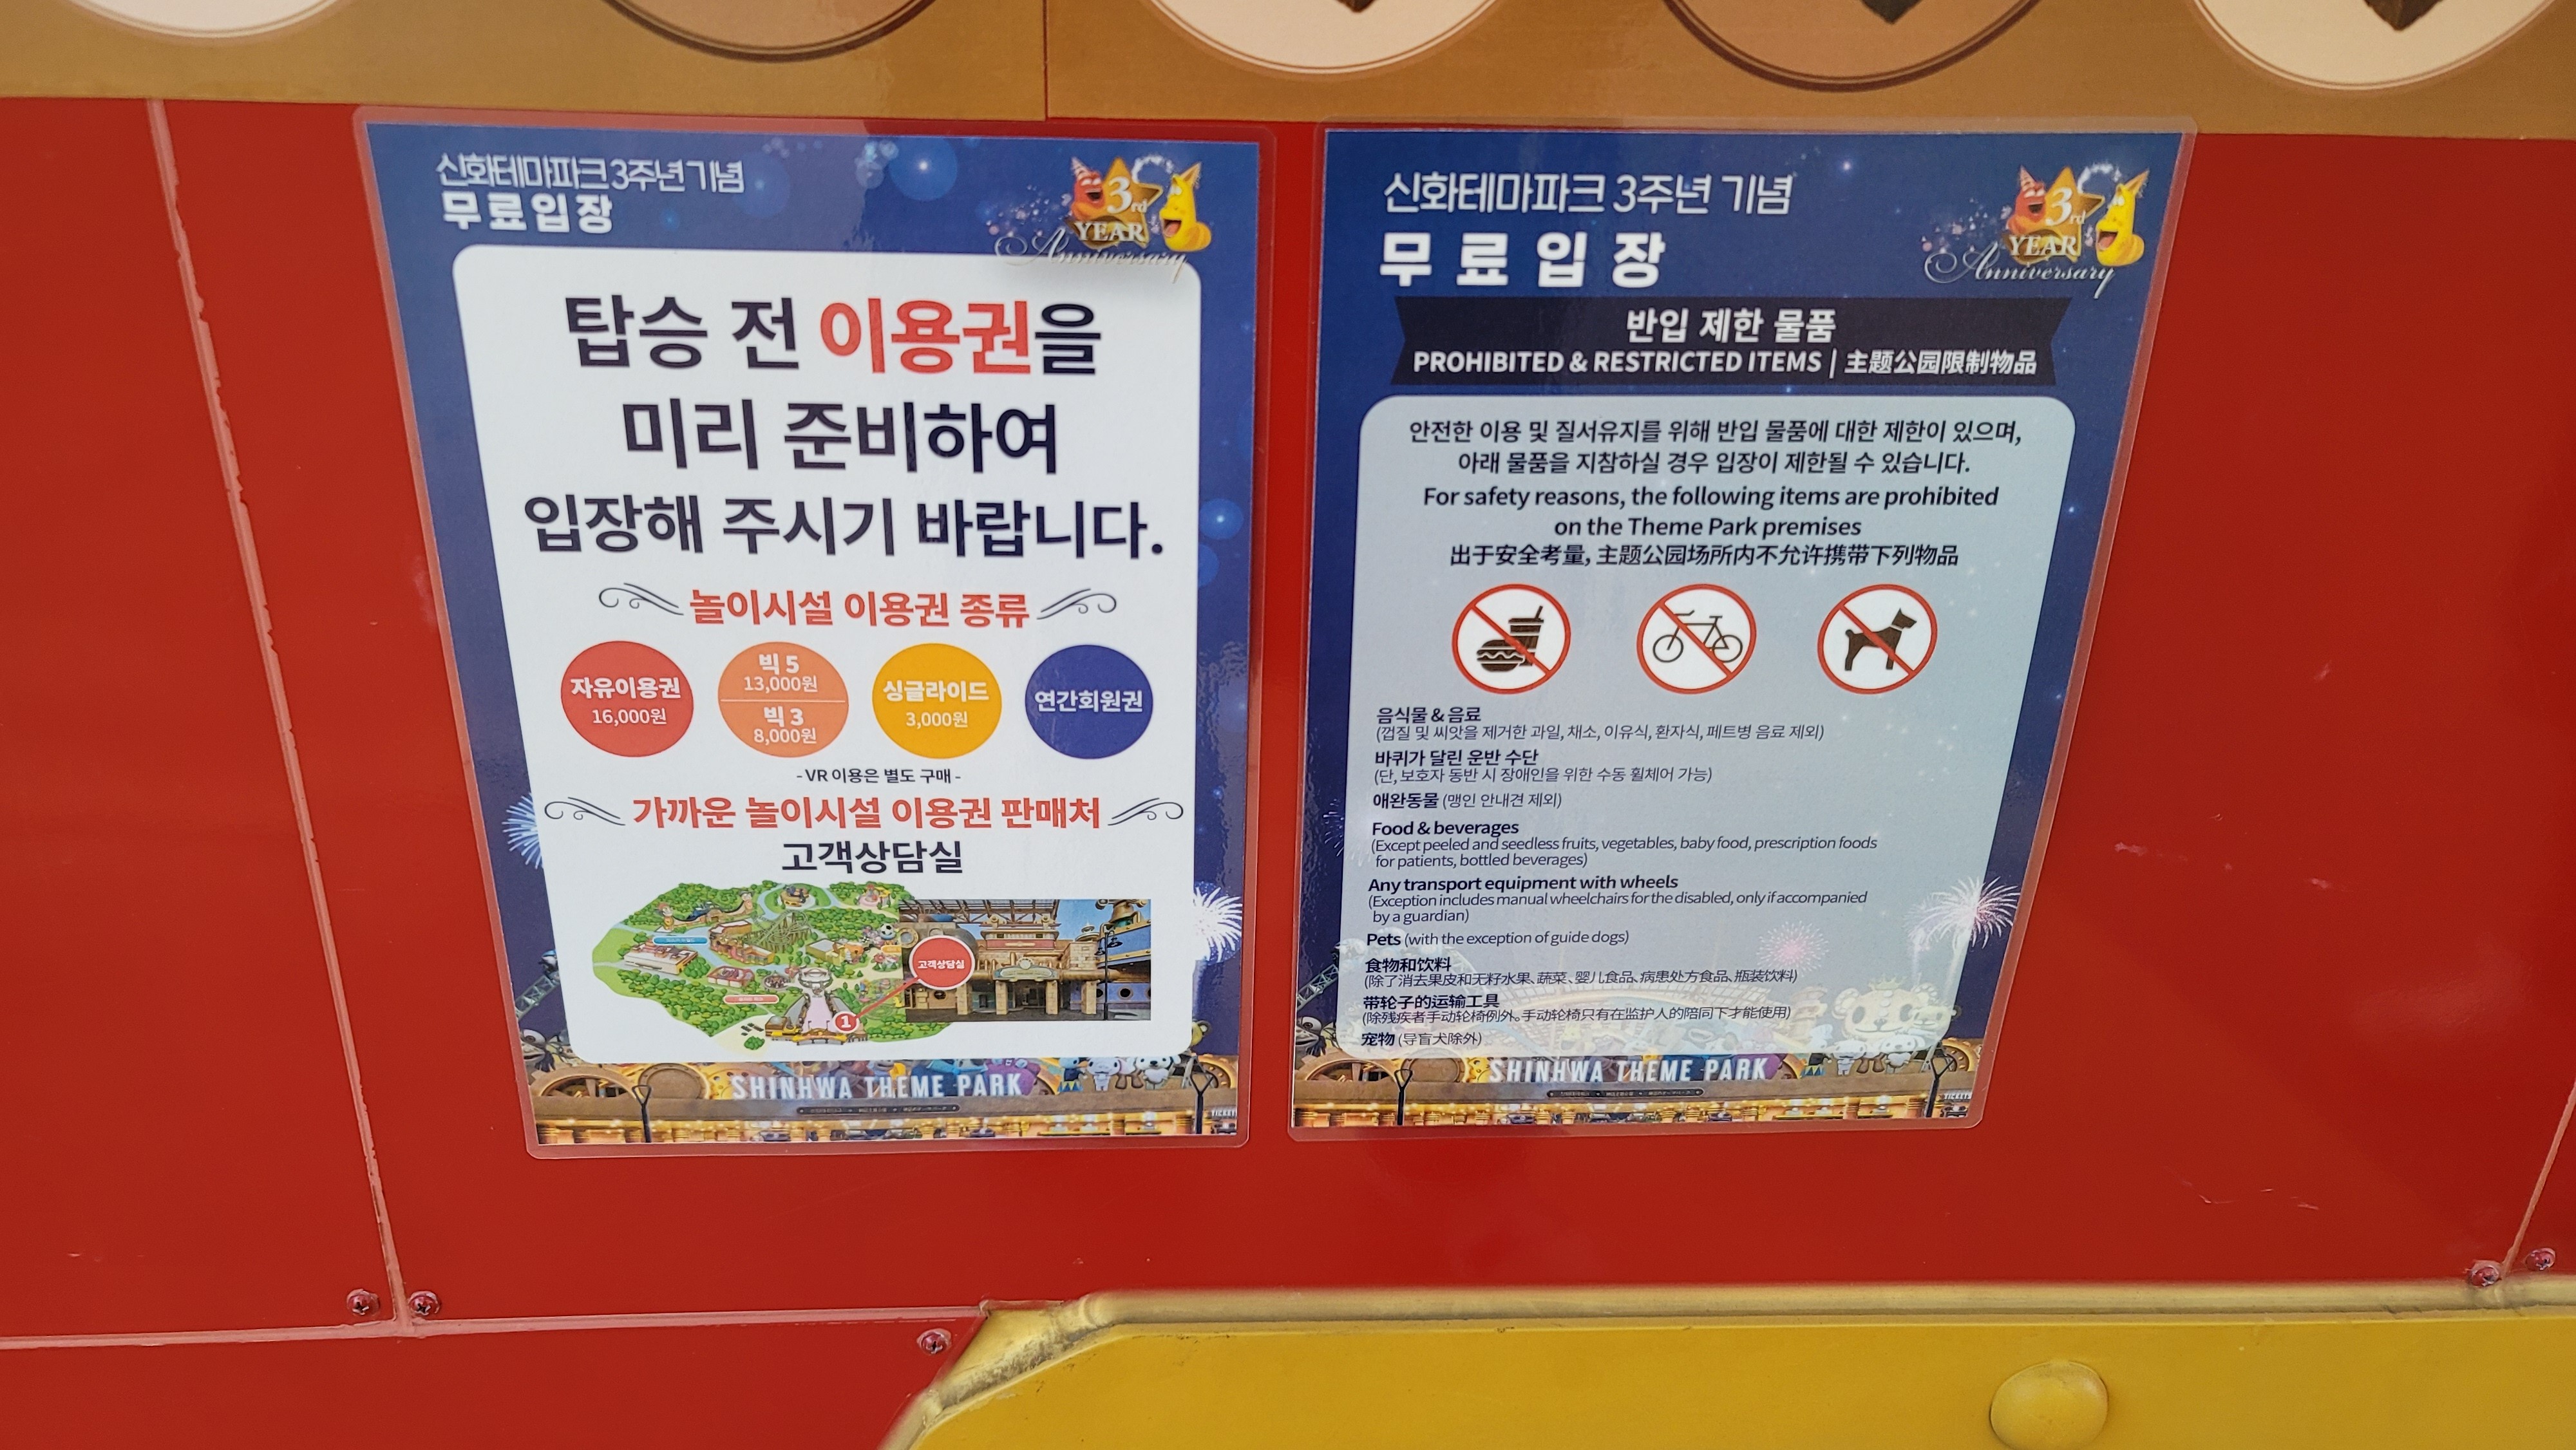 신화테마파크 3주년 기념
무료입장
3rd
YEAR
Anniversary
탑승 전 이용권을
미리 준비하여
입장해 주시기 바랍니다.
놀이시설 이용권 종류
자유이용권
16,000원
빅 5
13,000원
빅 3
8,000원
싱글라이드
3,000원
연간회원권
- VR 이용은 별도 구매 -
가까운 놀이시설 이용권 판매처
고객상담실
고객상담실
1
SHINHWA THEME PARK
TICKETS
신화테마파크 3주년 기념
무료입장
3rd
YEAR
Anniversary
반입 제한 물품
PROHIBITED & RESTRICTED ITEMS | 主题公园限制物品
안전한 이용 및 질서유지를 위해 반입 물품에 대한 제한이 있으며,
아래 물품을 지참하실 경우 입장이 제한될 수 있습니다.
For safety reasons, the following items are prohibited
on the Theme Park premises
出于安全考量, 主题公园场所内不允许携带下列物品
음식물 & 음료
(껍질 및 씨앗을 제거한 과일, 채소, 이유식, 환자식, 페트병 음료 제외)
바퀴가 달린 운반 수단
(단, 보호자 동반 시 장애인을 위한 수동 휠체어 가능)
애완동물 (맹인 안내견 제외)
Food & beverages
(Except peeled and seedless fruits, vegetables, baby food, prescription foods
for patients, bottled beverages)
Any transport equipment with wheels
(Exception includes manual wheelchairs for the disabled, only if accompanied
by a guardian)
Pets (with the exception of guide dogs)
食物和饮料
(除了消去果皮和无籽水果、蔬菜、婴儿食品、病患处方食品、瓶装饮料)
带轮子的运输工具
(除残疾者手动轮椅例外。手动轮椅只有在监护人的陪同下才能使用)
宠物 (导盲犬除外)
SHINHWA THEME PARK
TICKETS